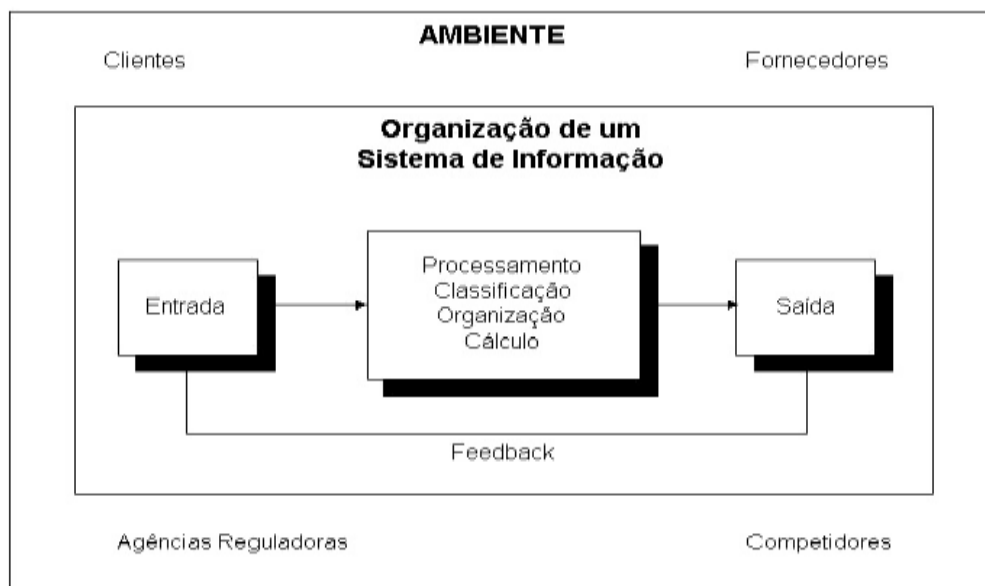 AMBIENTE
Clientes
Fornecedores
Organização de um
Sistema de Informação
Entrada
Processamento
Classificação
Organização
Cálculo
Saída
Feedback
Agências Reguladoras
Competidores